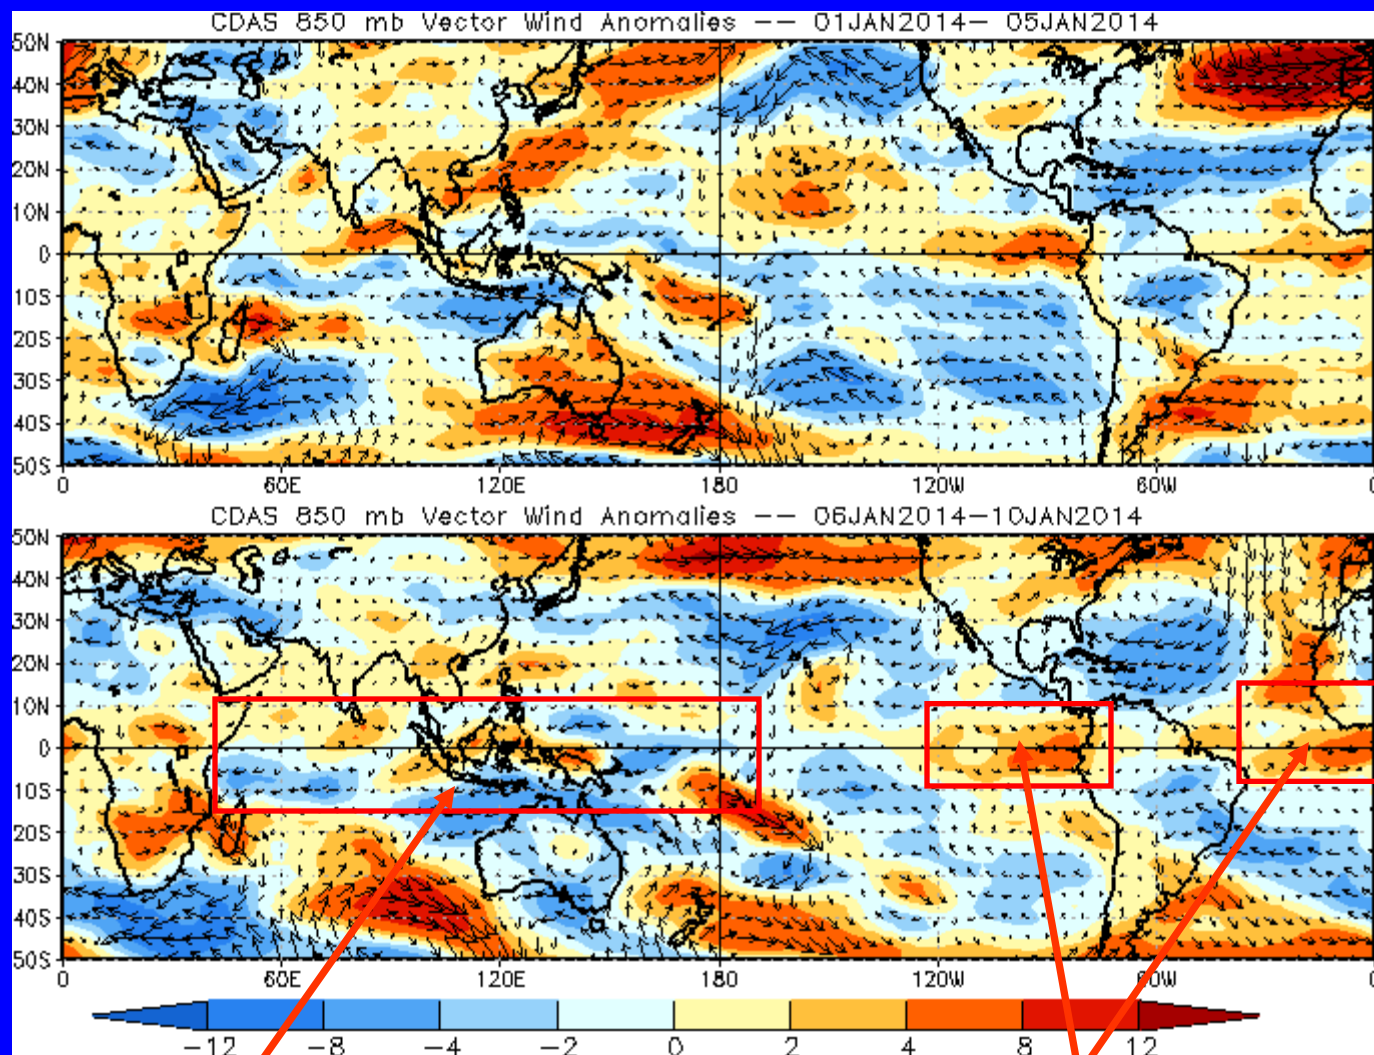 CDAS 850 mb Vector Wind Anomalies -- 01JAN2014- 05JAN2014
50N
40N
30N
20N
10N
0
10S
20S
30S
40S
50S
0 60E 120E 180 120W 60W 0
CDAS 850 mb Vector Wind Anomalies -- 06JAN2014-10JAN2014
50N
40N
30N
20N
10N
0
10S
20S
30S
40S
50S
0 60E 120E 180 120W 60W 0
-12 -8 -4 -2 0 2 4 8 12